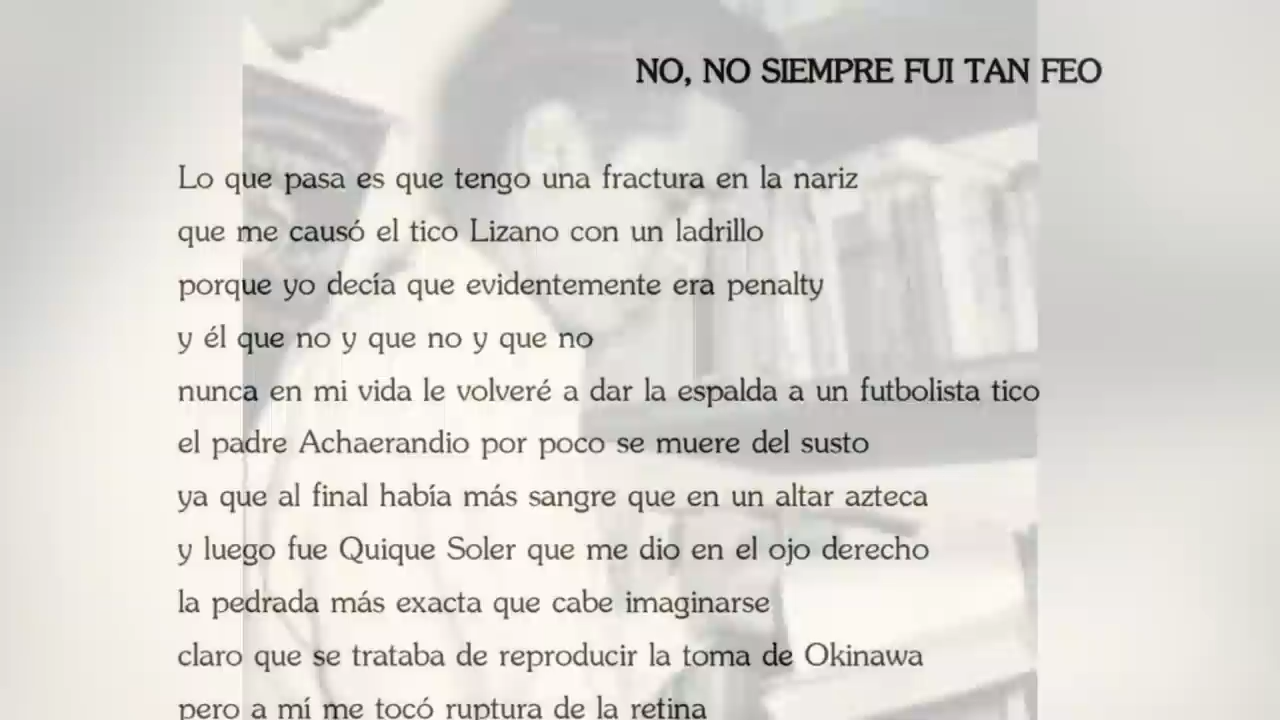 NO, NO SIEMPRE FUI TAN FEO
Lo que pasa es que tengo una fractura en la nariz
que me causó el tico Lizano con un ladrillo
porque yo decía que evidentemente era penalty
y él que no y que no y que no
nunca en mi vida le volveré a dar la espalda a un futbolista tico
el padre Achaerandio por poco se muere del susto
ya que al final había más sangre que en un altar azteca
y luego fue Quique Soler que me dio en el ojo derecho
la pedrada más exacta que cabe imaginarse
claro que se trataba de reproducir la toma de Okinawa
pero a mí me tocó ruptura de la retina